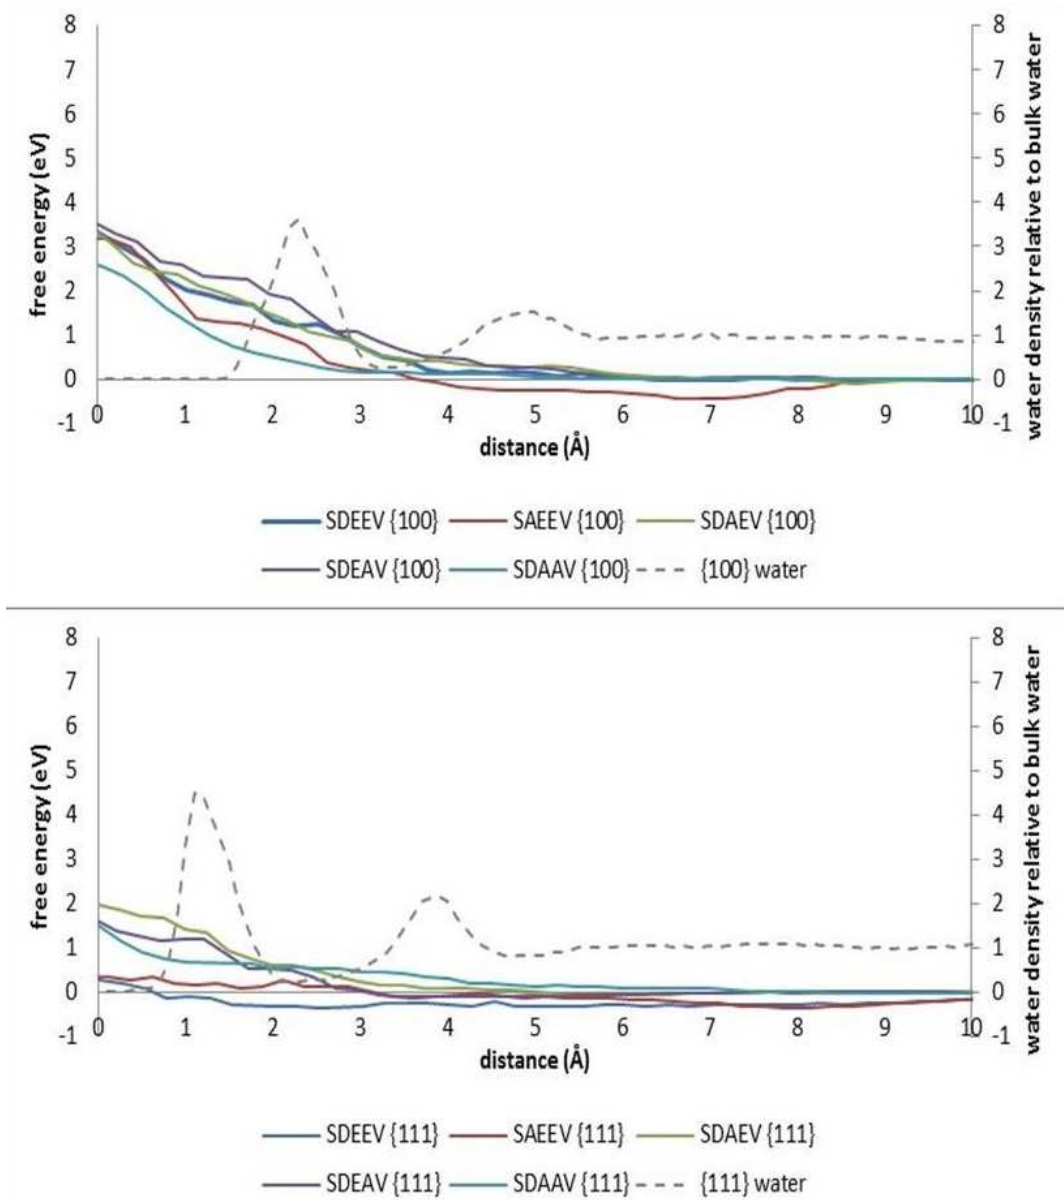 8 8
7 7
6 6
5 5
4 4
3 3
2 2
1 1
0 0
-1 -1
free energy (eV)
water density relative to bulk water
0 1 2 3 4 5 6 7 8 9 10
distance (Å)
SDEEV {100} SAEEV {100} SDAEV {100}
SDEAV {100} SDAAV {100} {100} water
8 8
7 7
6 6
5 5
4 4
3 3
2 2
1 1
0 0
-1 -1
free energy (eV)
water density relative to bulk water
0 1 2 3 4 5 6 7 8 9 10
distance (Å)
SDEEV {111} SAEEV {111} SDAEV {111}
SDEAV {111} SDAAV {111} {111} water